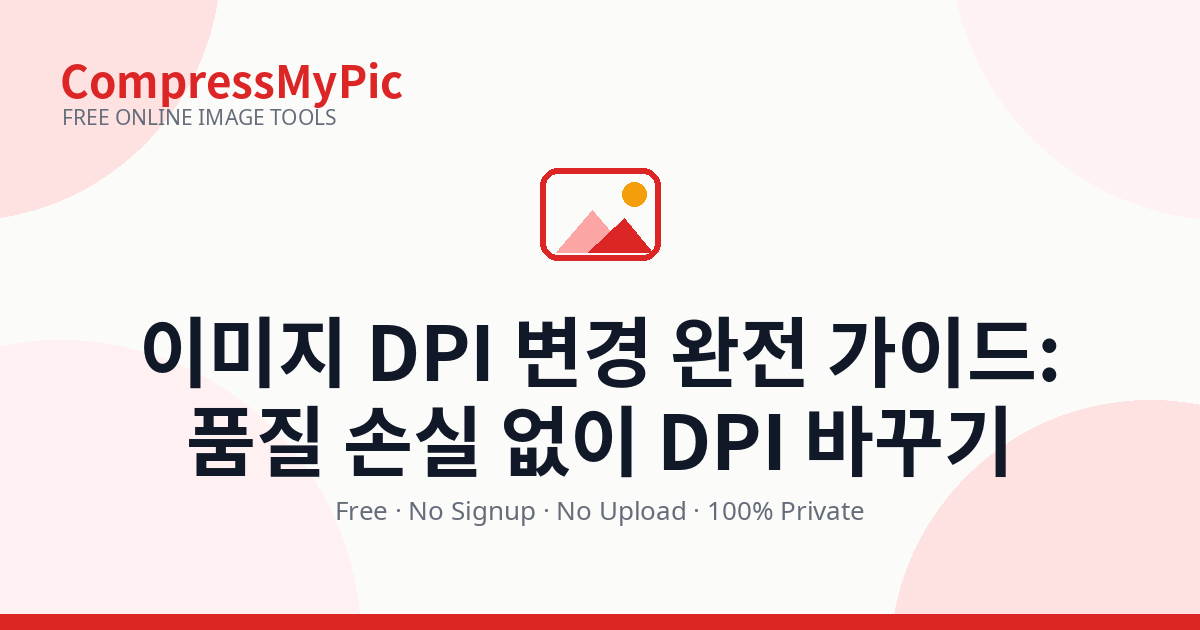 CompressMyPic
FREE ONLINE IMAGE TOOLS
이미지 DPI 변경 완전 가이드:
품질 손실 없이 DPI 바꾸기
Free · No Signup · No Upload · 100% Private